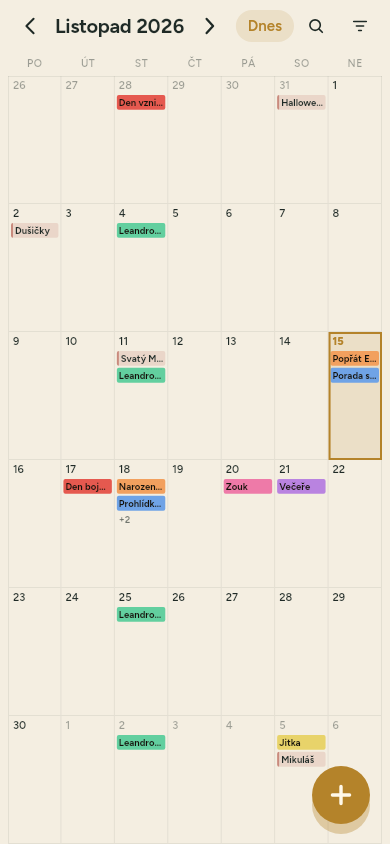 Listopad 2026
Dnes
PO ÚT ST ČT PÁ SO NE
26 27 28 29 30 31 1
Den vzni... Hallowe...
2 3 4 5 6 7 8
Dušičky Leandro...
9 10 11 12 13 14 15
Svatý M... Popřát E...
Leandro... Porada s...
16 17 18 19 20 21 22
Den boj... Narozen... Zouk Večeře
Prohlídk...
+2
23 24 25 26 27 28 29
Leandro...
30 1 2 3 4 5 6
Leandro... Jitka
Mikuláš